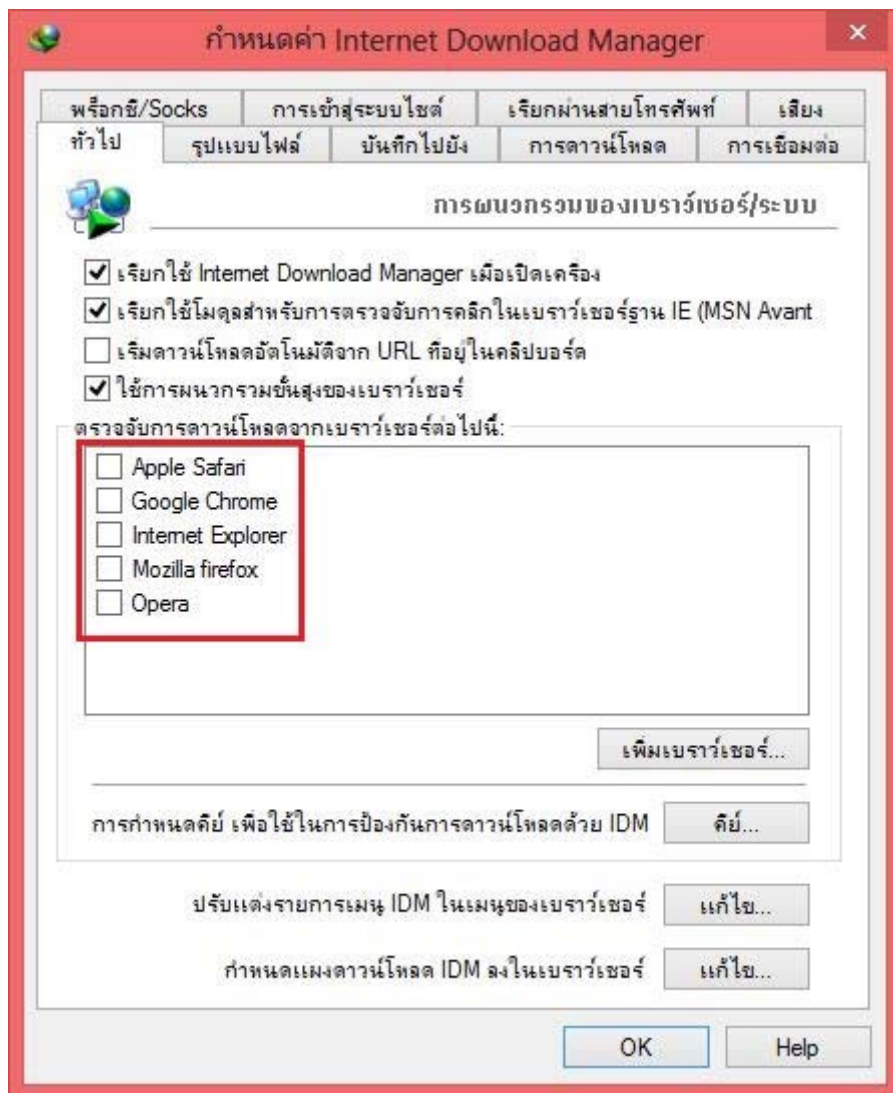 กำหนดค่า Internet Download Manager
พร็อกซี/Socks การเข้าสู่ระบบไซต์ เรียกผ่านสายโทรศัพท์ เสียง
ทั่วไป รูปแบบไฟล์ บันทึกไปยัง การดาวน์โหลด การเชื่อมต่อ
การผนวกรวมของเบราว์เซอร์/ระบบ
เรียกใช้ Internet Download Manager เมื่อเปิดเครื่อง
เรียกใช้โมดุลสำหรับการตรวจจับการคลิกในเบราว์เซอร์ฐาน IE (MSN Avant
เริ่มดาวน์โหลดอัตโนมัติจาก URL ที่อยู่ในคลิปบอร์ด
ใช้การผนวกรวมขั้นสูงของเบราว์เซอร์
ตรวจจับการดาวน์โหลดจากเบราว์เซอร์ต่อไปนี้:
Apple Safari
Google Chrome
Internet Explorer
Mozilla firefox
Opera
เพิ่มเบราว์เซอร์...
การกำหนดคีย์ เพื่อใช้ในการป้องกันการดาวน์โหลดด้วย IDM คีย์...
ปรับแต่งรายการเมนู IDM ในเมนูของเบราว์เซอร์ แก้ไข...
กำหนดแผงดาวน์โหลด IDM ลงในเบราว์เซอร์ แก้ไข...
OK Help